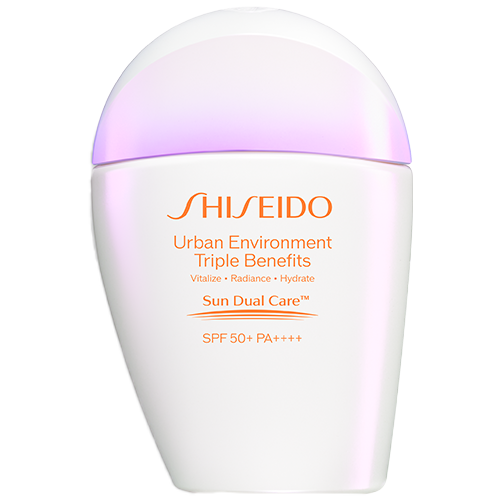 SHISEIDO
Urban Environment
Triple Benefits
Vitalize • Radiance • Hydrate
Sun Dual Care™
SPF 50+ PA++++